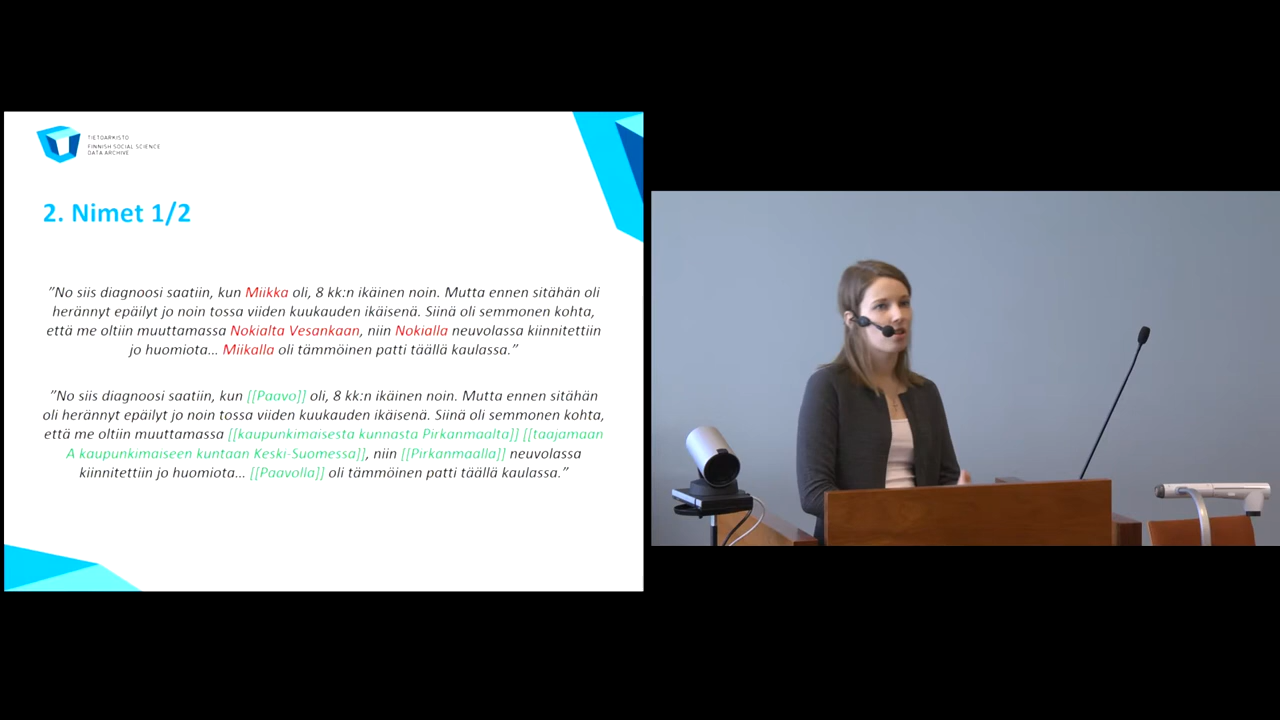 TIETOARKISTO
FINNISH SOCIAL SCIENCE
DATA ARCHIVE
2. Nimet 1/2
”No siis diagnoosi saatiin, kun Miikka oli, 8 kk:n ikäinen noin. Mutta ennen sitähän oli
herännyt epäilyt jo noin tossa viiden kuukauden ikäisenä. Siinä oli semmonen kohta,
että me oltiin muuttamassa Nokialta Vesankaan, niin Nokialla neuvolassa kiinnitettiin
jo huomiota… Miikalla oli tämmöinen patti täällä kaulassa.”
”No siis diagnoosi saatiin, kun [[Paavo]] oli, 8 kk:n ikäinen noin. Mutta ennen sitähän
oli herännyt epäilyt jo noin tossa viiden kuukauden ikäisenä. Siinä oli semmonen kohta,
että me oltiin muuttamassa [[kaupunkimaisesta kunnasta Pirkanmaalta]] [[taajamaan
A kaupunkimaiseen kuntaan Keski-Suomessa]], niin [[Pirkanmaalla]] neuvolassa
kiinnitettiin jo huomiota… [[Paavolla]] oli tämmöinen patti täällä kaulassa.”